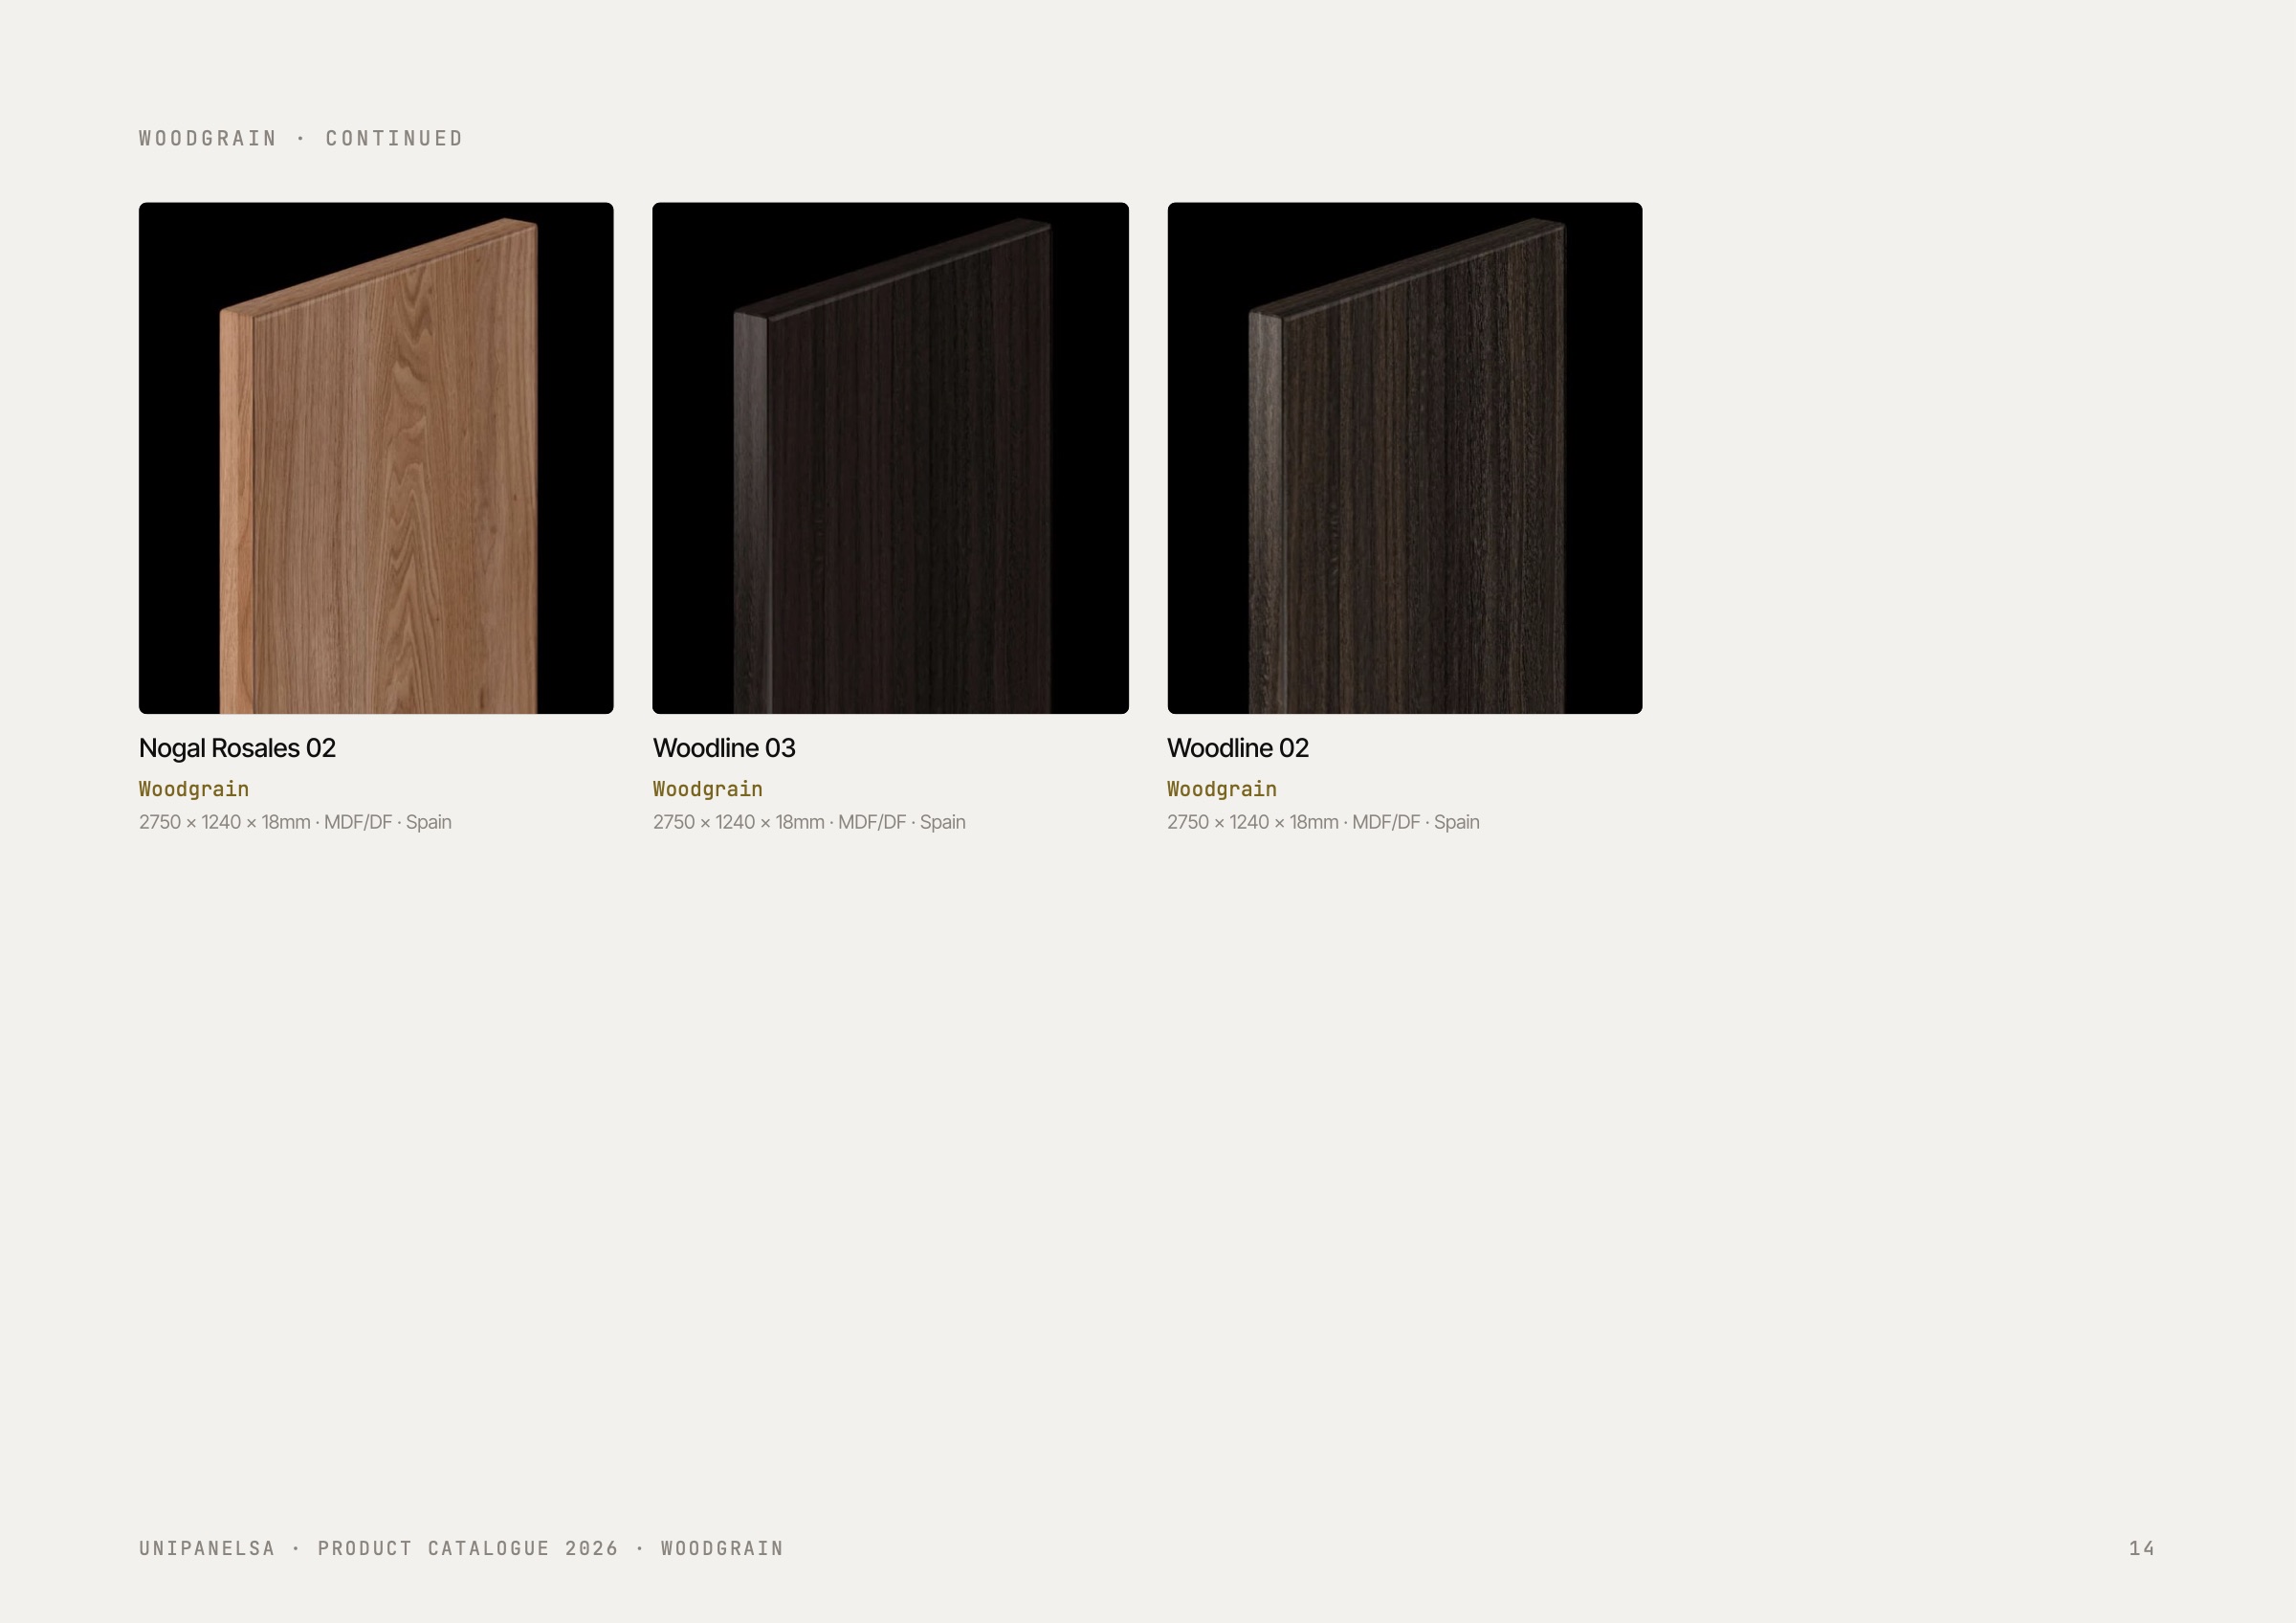 WOODGRAIN · CONTINUED
Nogal Rosales 02
Woodgrain
2750 × 1240 × 18mm · MDF/DF · Spain
Woodline 03
Woodgrain
2750 × 1240 × 18mm · MDF/DF · Spain
Woodline 02
Woodgrain
2750 × 1240 × 18mm · MDF/DF · Spain
UNIPANELSA · PRODUCT CATALOGUE 2026 · WOODGRAIN
14